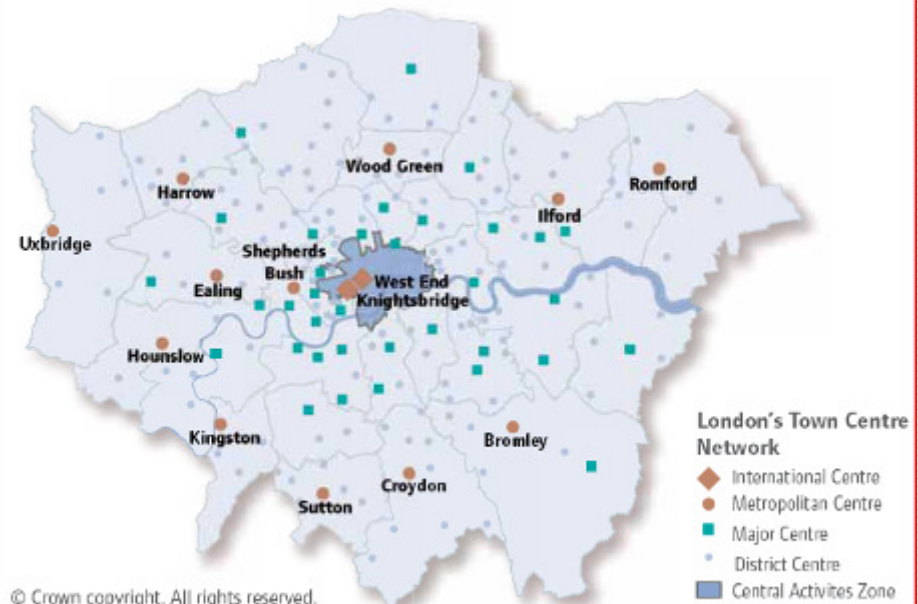 Wood Green
Harrow
Romford
Ilford
Uxbridge
Shepherds
Bush
Ealing
West End
Knightsbridge
Hounslow
Kingston
Bromley
Croydon
Sutton
London's Town Centre
Network
International Centre
Metropolitan Centre
Major Centre
District Centre
Central Activites Zone
© Crown copyright. All rights reserved.